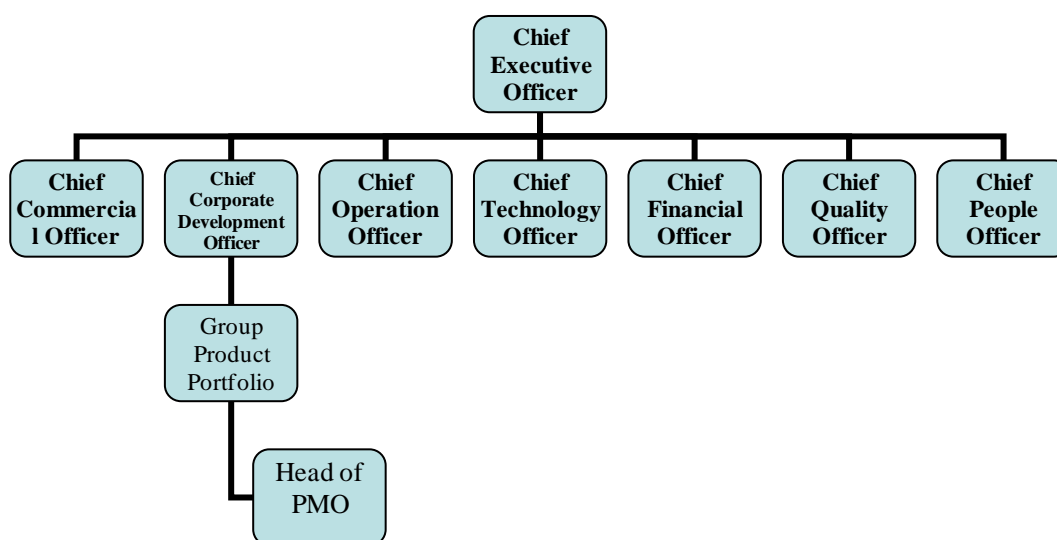 Chief
Executive
Officer
Chief
Commercia
l Officer
Chief
Corporate
Development
Officer
Chief
Operation
Officer
Chief
Technology
Officer
Chief
Financial
Officer
Chief
Quality
Officer
Chief
People
Officer
Group
Product
Portfolio
Head of
PMO